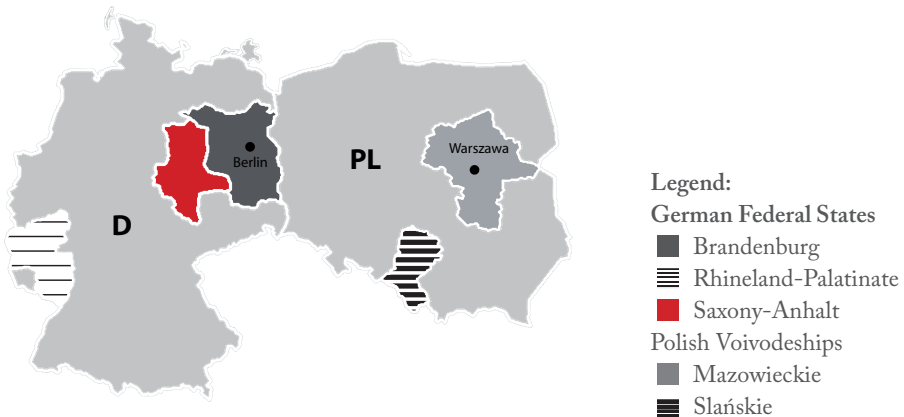 Berlin
PL
Warszawa
D
Legend:
German Federal States
Brandenburg
Rhineland-Palatinate
Saxony-Anhalt
Polish Voivodeships
Mazowieckie
Slańskie